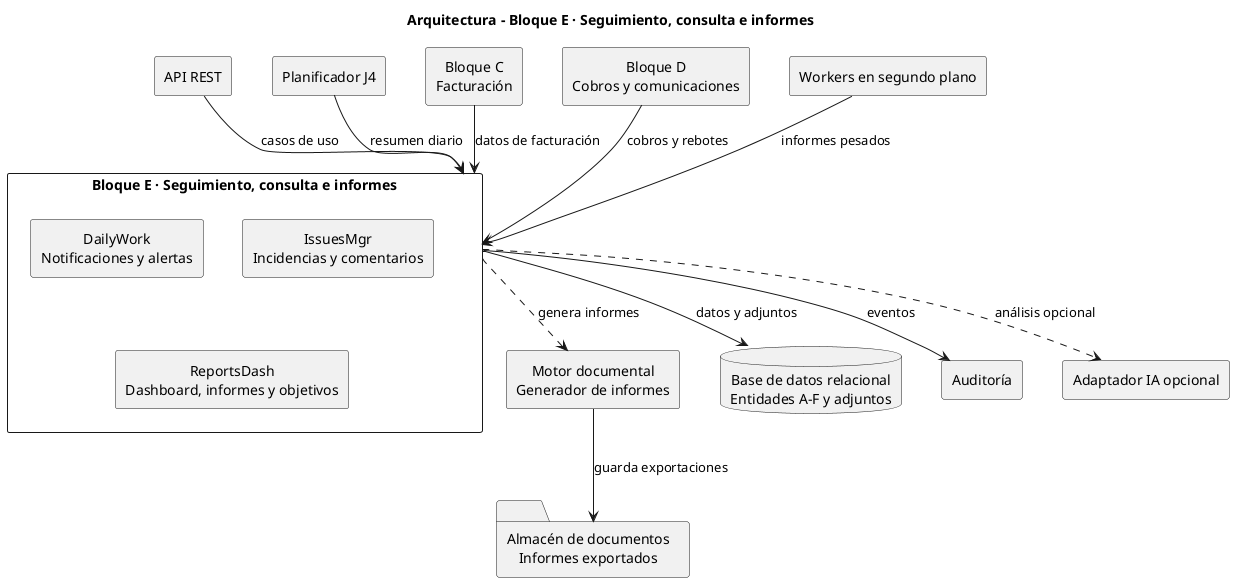 Arquitectura - Bloque E · Seguimiento, consulta e informes
API REST
Planificador J4
Bloque C
Facturación
Bloque D
Cobros y comunicaciones
Workers en segundo plano
casos de uso
resumen diario
datos de facturación
cobros y rebotes
informes pesados
Bloque E · Seguimiento, consulta e informes
DailyWork
Notificaciones y alertas
IssuesMgr
Incidencias y comentarios
ReportsDash
Dashboard, informes y objetivos
genera informes
datos y adjuntos
eventos
análisis opcional
Motor documental
Generador de informes
Base de datos relacional
Entidades A-F y adjuntos
Auditoría
Adaptador IA opcional
guarda exportaciones
Almacén de documentos
Informes exportados